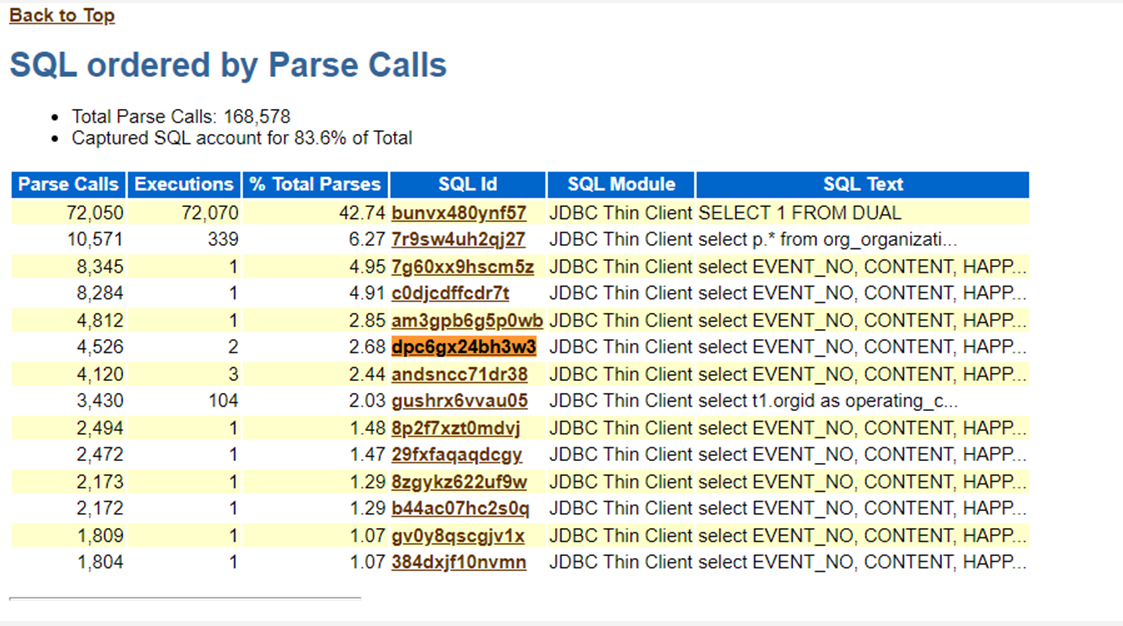 Back to Top
SQL ordered by Parse Calls
• Total Parse Calls: 168,578
• Captured SQL account for 83.6% of Total
Parse Calls Executions % Total Parses SQL Id SQL Module SQL Text
72,050 72,070 42.74 bunvx480ynf57 JDBC Thin Client SELECT 1 FROM DUAL
10,571 339 6.27 7r9sw4uh2qj27 JDBC Thin Client select p.* from org_organizati...
8,345 1 4.95 7g60xx9hscm5z JDBC Thin Client select EVENT_NO, CONTENT, HAPP...
8,284 1 4.91 c0djcdffcdr7t JDBC Thin Client select EVENT_NO, CONTENT, HAPP...
4,812 1 2.85 am3gpb6g5p0wb JDBC Thin Client select EVENT_NO, CONTENT, HAPP...
4,526 2 2.68 dpc6gx24bh3w3 JDBC Thin Client select EVENT_NO, CONTENT, HAPP...
4,120 3 2.44 andsncc71dr38 JDBC Thin Client select EVENT_NO, CONTENT, HAPP...
3,430 104 2.03 gushrx6vvau05 JDBC Thin Client select t1.orgid as operating_c...
2,494 1 1.48 8p2f7xzt0mdvj JDBC Thin Client select EVENT_NO, CONTENT, HAPP...
2,472 1 1.47 29fxfaqaqdcgy JDBC Thin Client select EVENT_NO, CONTENT, HAPP...
2,173 1 1.29 8zgykz622uf9w JDBC Thin Client select EVENT_NO, CONTENT, HAPP...
2,172 1 1.29 b44ac07hc2s0q JDBC Thin Client select EVENT_NO, CONTENT, HAPP...
1,809 1 1.07 gv0y8qscgjv1x JDBC Thin Client select EVENT_NO, CONTENT, HAPP...
1,804 1 1.07 384dxjf10nvmn JDBC Thin Client select EVENT_NO, CONTENT, HAPP...